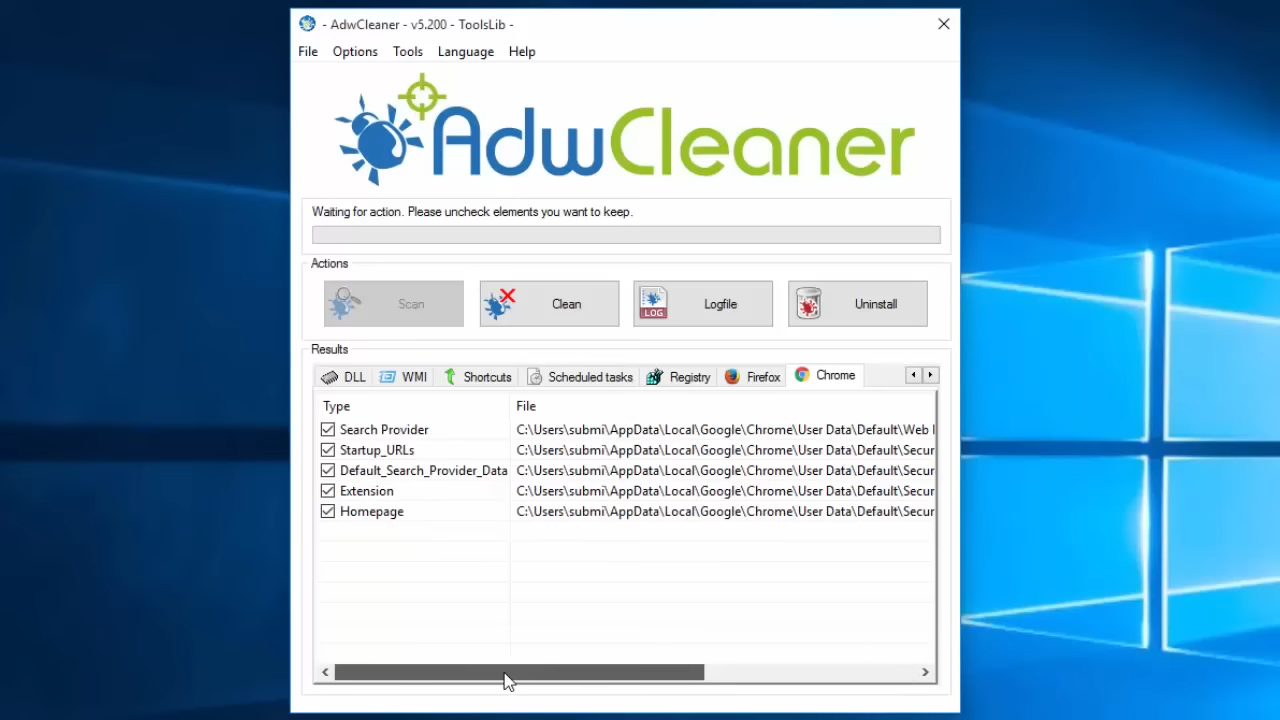 - AdwCleaner - v5.200 - ToolsLib -
File Options Tools Language Help
AdwCleaner
Waiting for action. Please uncheck elements you want to keep.
Actions
Scan Clean LOG Logfile Uninstall
Results
DLL WMI Shortcuts Scheduled tasks Registry Firefox Chrome
Type File
Search Provider C:\Users\submi\AppData\Local\Google\Chrome\User Data\Default\Web
Startup_URLs C:\Users\submi\AppData\Local\Google\Chrome\User Data\Default\Secur
Default_Search_Provider_Data C:\Users\submi\AppData\Local\Google\Chrome\User Data\Default\Secur
Extension C:\Users\submi\AppData\Local\Google\Chrome\User Data\Default\Secur
Homepage C:\Users\submi\AppData\Local\Google\Chrome\User Data\Default\Secur